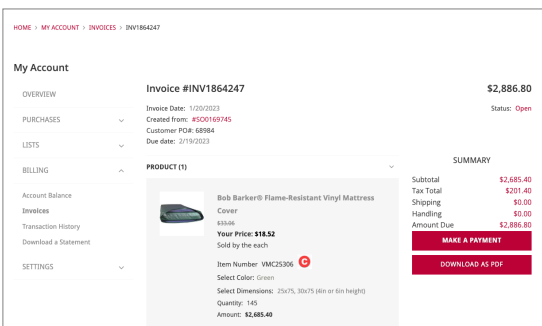 HOME > MY ACCOUNT > INVOICES > INV1864247
My Account
OVERVIEW
PURCHASES
LISTS
BILLING
Account Balance
Invoices
Transaction History
Download a Statement
SETTINGS
Invoice #INV1864247
$2,886.80
Invoice Date: 1/20/2023
Status: Open
Created from: #SO0169745
Customer PO#: 68984
Due date: 2/19/2023
PRODUCT (1)
Bob Barker® Flame-Resistant Vinyl Mattress
Cover
$33.06
Your Price: $18.52
Sold by the each
Item Number VMC25306 C
Select Color: Green
Select Dimensions: 25x75, 30x75 (4in or 6in height)
Quantity: 145
Amount: $2,685.40
SUMMARY
Subtotal $2,685.40
Tax Total $201.40
Shipping $0.00
Handling $0.00
Amount Due $2,886.80
MAKE A PAYMENT
DOWNLOAD AS PDF